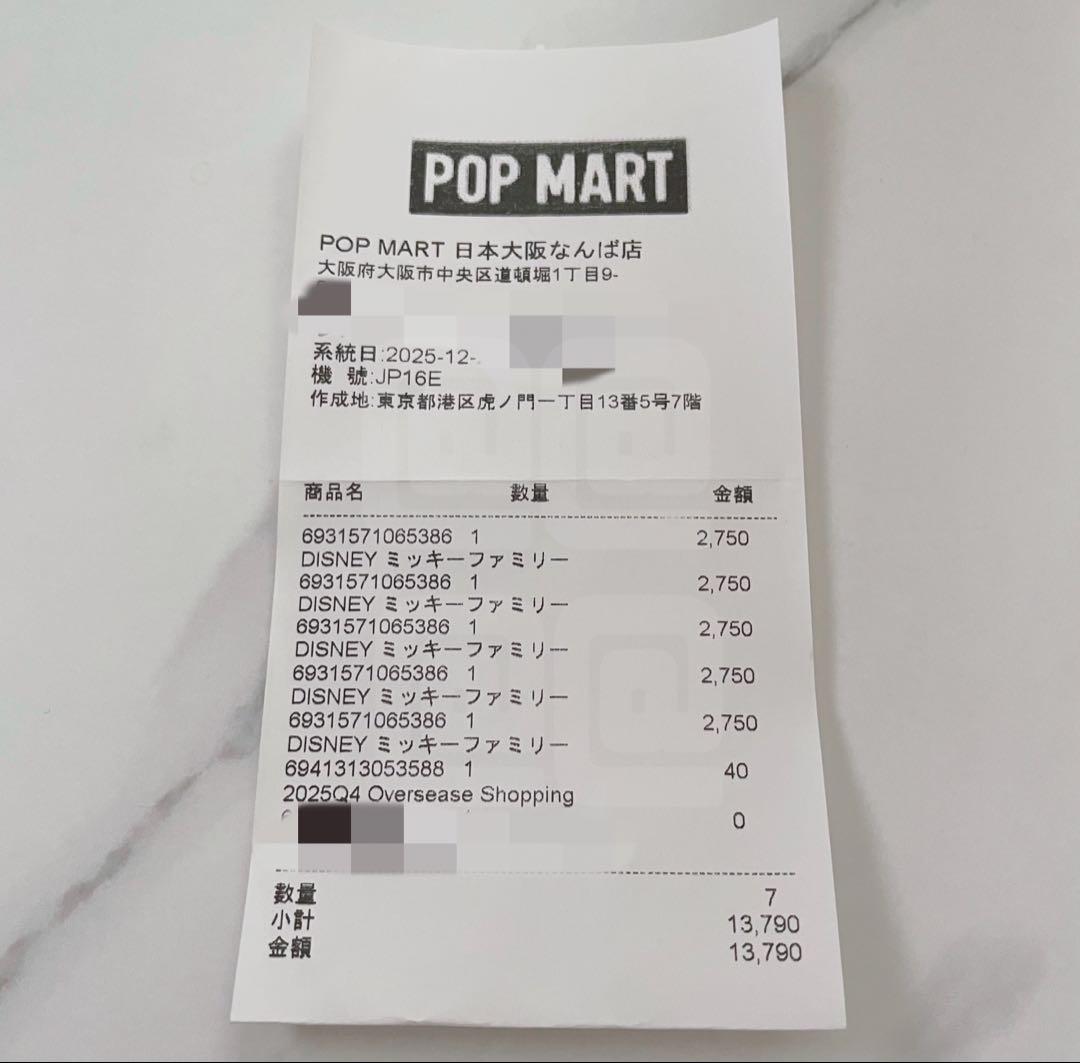 POP MART
POP MART 日本大阪なんば店
大阪府大阪市中央区道頓堀1丁目9-
系統日:2025-12-
機 號:JP16E
作成地:東京都港区虎ノ門一丁目13番5号7階
商品名 數量 金額
6931571065386 1 2,750
DISNEY ミッキーファミリー
6931571065386 1 2,750
DISNEY ミッキーファミリー
6931571065386 1 2,750
DISNEY ミッキーファミリー
6931571065386 1 2,750
DISNEY ミッキーファミリー
6931571065386 1 2,750
DISNEY ミッキーファミリー
6941313053588 1 40
2025Q4 Oversease Shopping
0
數量 7
小計 13,790
金額 13,790